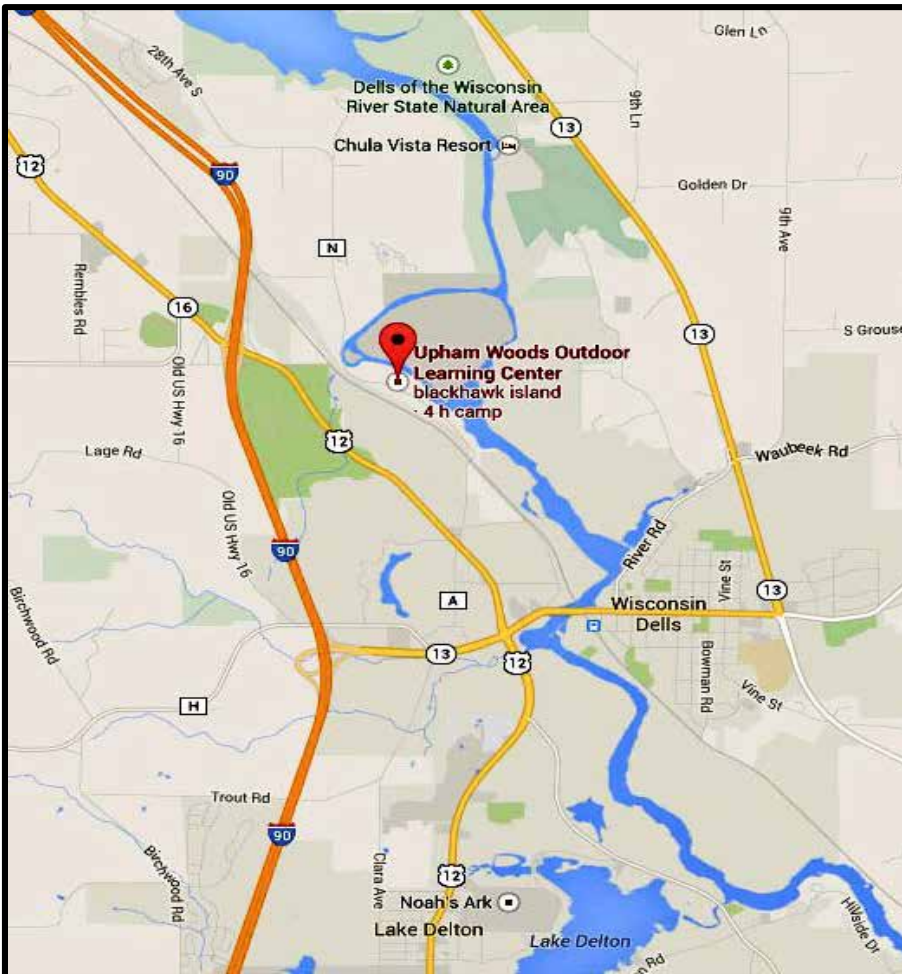 Glen Ln
28th Ave S
Dells of the Wisconsin
River State Natural Area
9th Ln
13
Chula Vista Resort
12
90
Golden Dr
9th Ave
N
Rembles Rd
16
13
S Grouse
Upham Woods Outdoor
Learning Center
blackhawk island
- 4 h camp
Old US Hwy 16
12
Lage Rd
Waubeek Rd
Old US Hwy 16
90
River Rd
Vine St
13
Birchwood Rd
A
Wisconsin
Dells
13
12
Bowman Rd
Vine St
H
Trout Rd
90
Birchwood Rd
Clara Ave
12
Noah's Ark
Lake Delton
Lake Delton
Hillside Dr
Rd